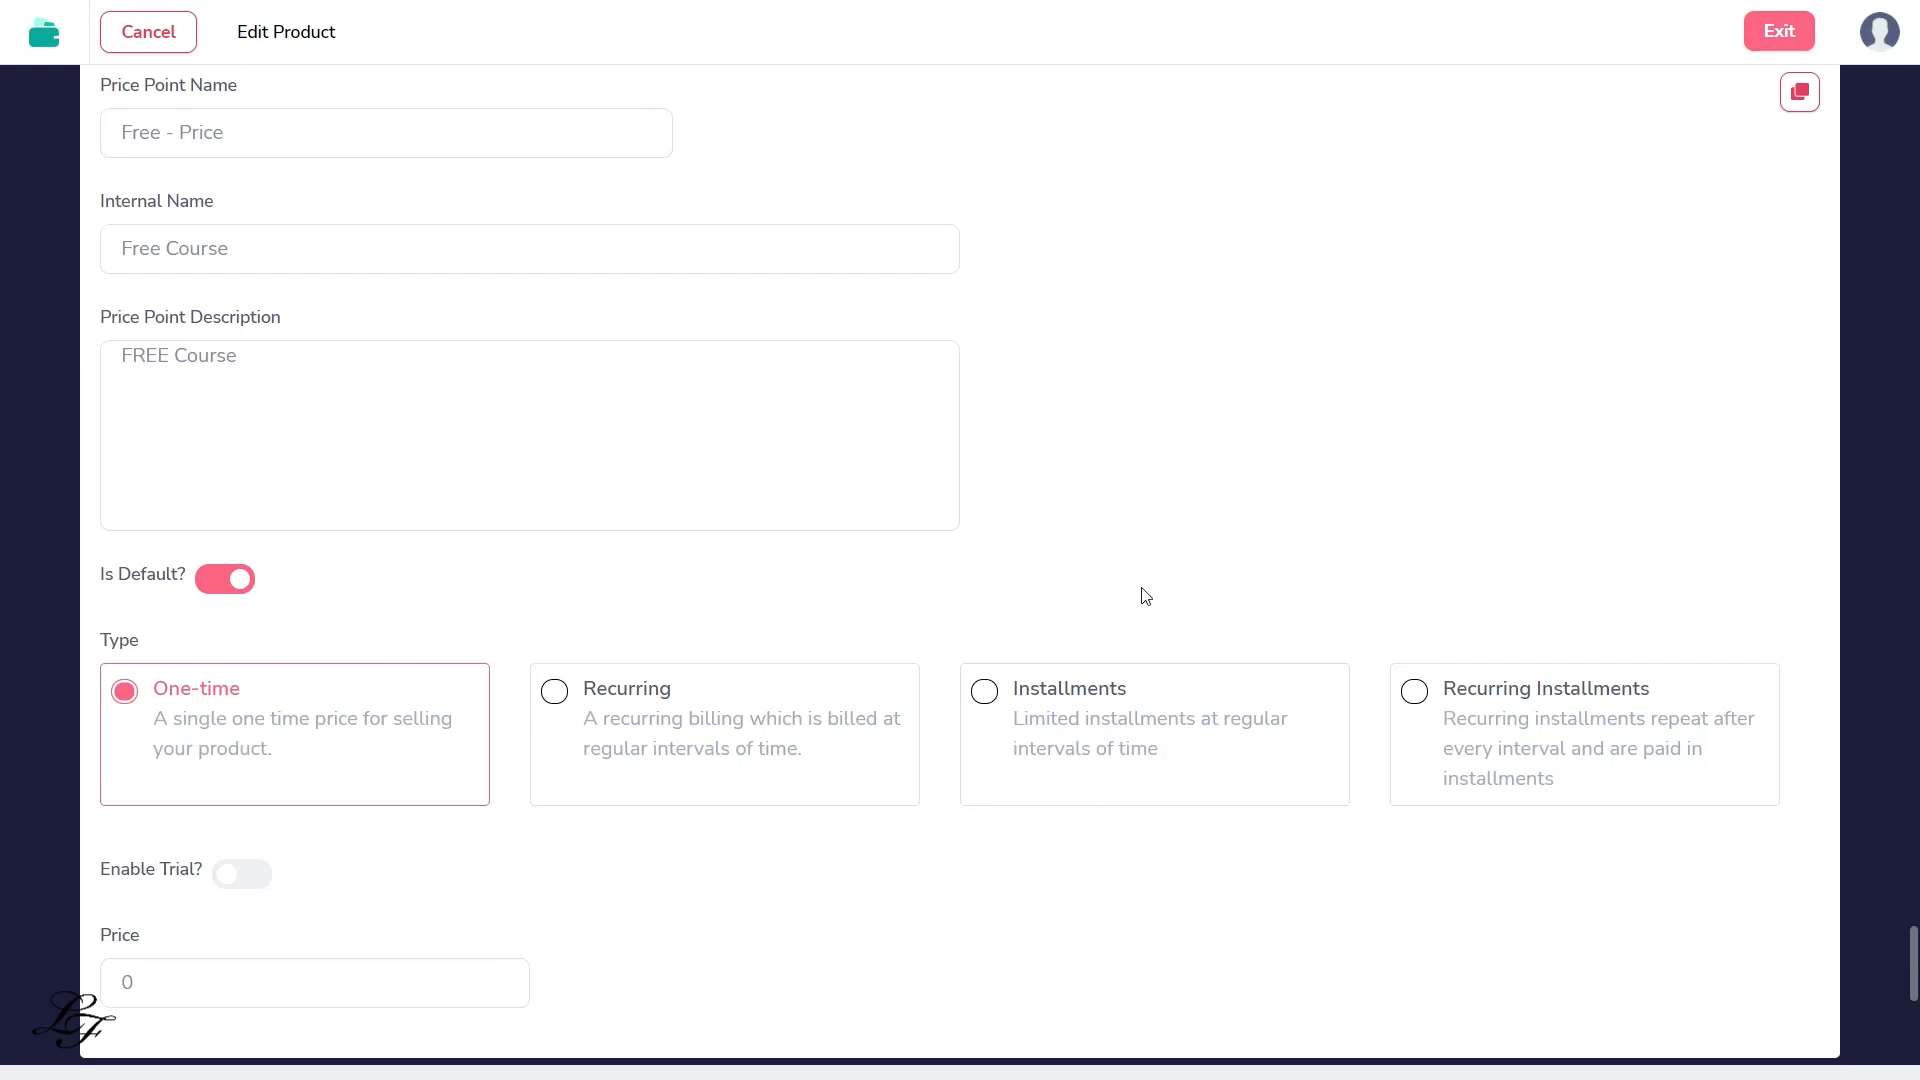 Cancel
Edit Product
Exit
Price Point Name
Free - Price
Internal Name
Free Course
Price Point Description
FREE Course
Is Default?
Type
One-time
A single one time price for selling
your product.
Recurring
A recurring billing which is billed at
regular intervals of time.
Installments
Limited installments at regular
intervals of time
Recurring Installments
Recurring installments repeat after
every interval and are paid in
installments
Enable Trial?
Price
0
LF